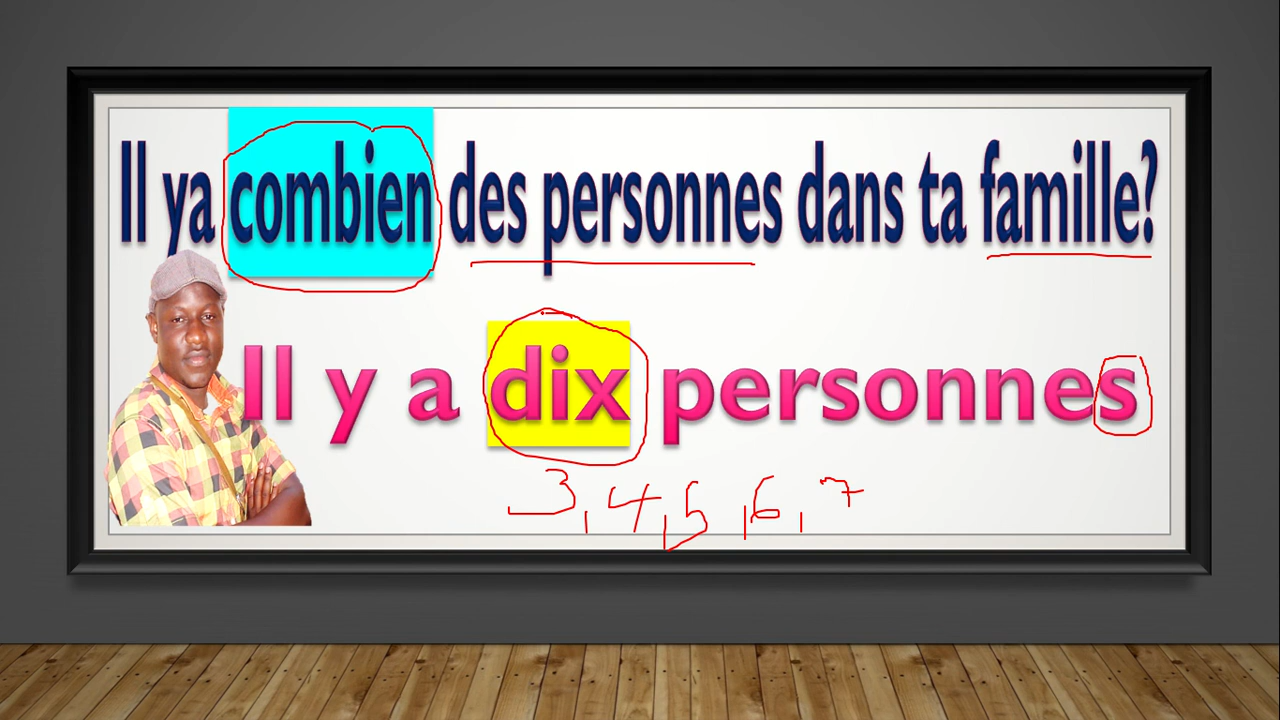 Il ya combien des personnes dans ta famille?
Il y a dix personnes
3, 4, 5, 6, 7